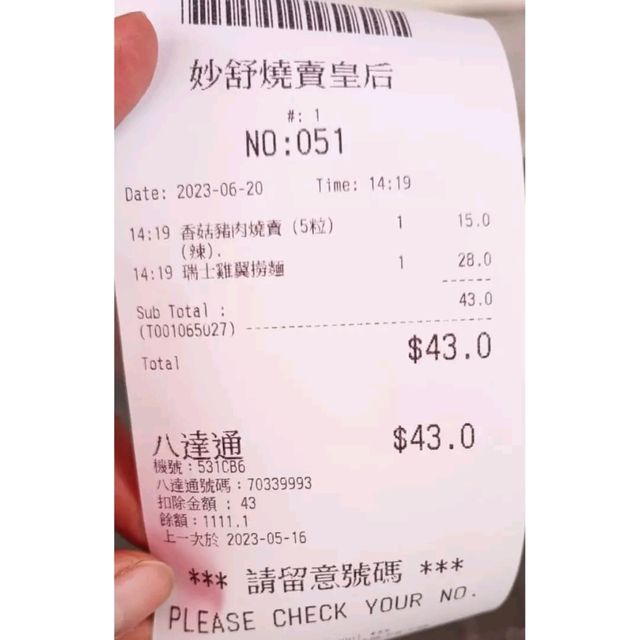 妙舒燒賣皇后
#: 1
NO:051
Date: 2023-06-20 Time: 14:19
14:19 香菇豬肉燒賣 (5粒) 1 15.0
(辣).
14:19 瑞士雞翼撈麵 1 28.0
------
Sub Total : 43.0
(T001065027) --------------------
Total $43.0
八達通 $43.0
機號：531CB6
八達通號碼：70339993
扣除金額 : 43
餘額：1111.1
上一次於 2023-05-16
*** 請留意號碼 ***
PLEASE CHECK YOUR NO.